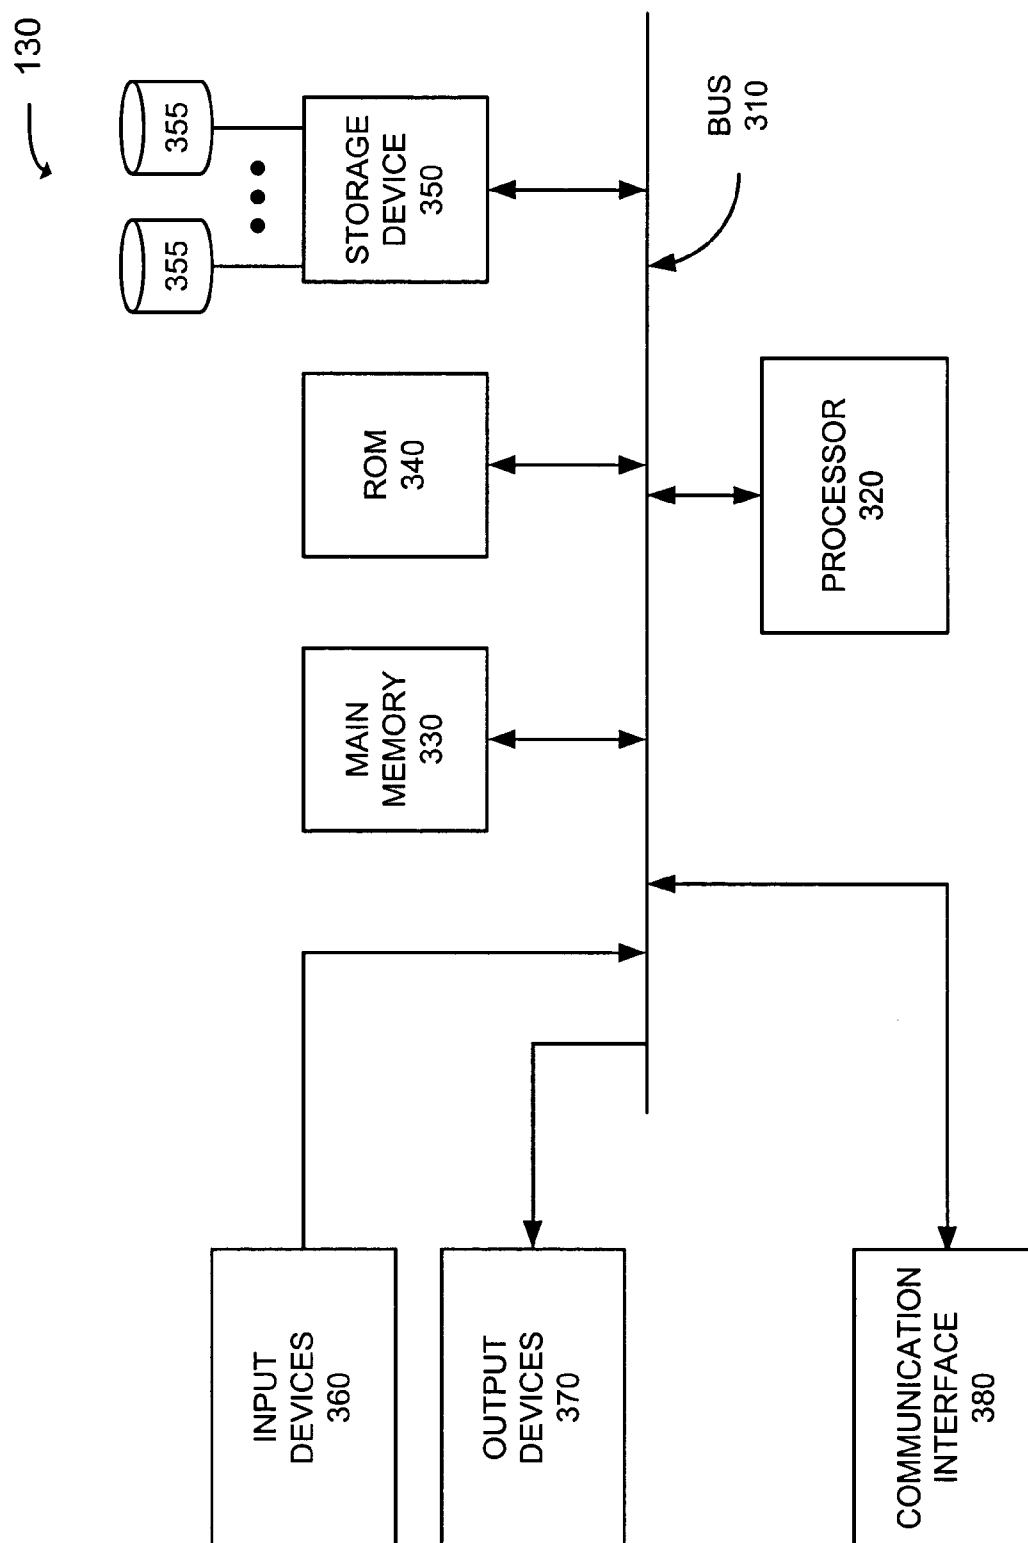 130
355
355
STORAGE
DEVICE
350
BUS
310
ROM
340
PROCESSOR
320
MAIN
MEMORY
330
INPUT
DEVICES
360
OUTPUT
DEVICES
370
COMMUNICATION
INTERFACE
380